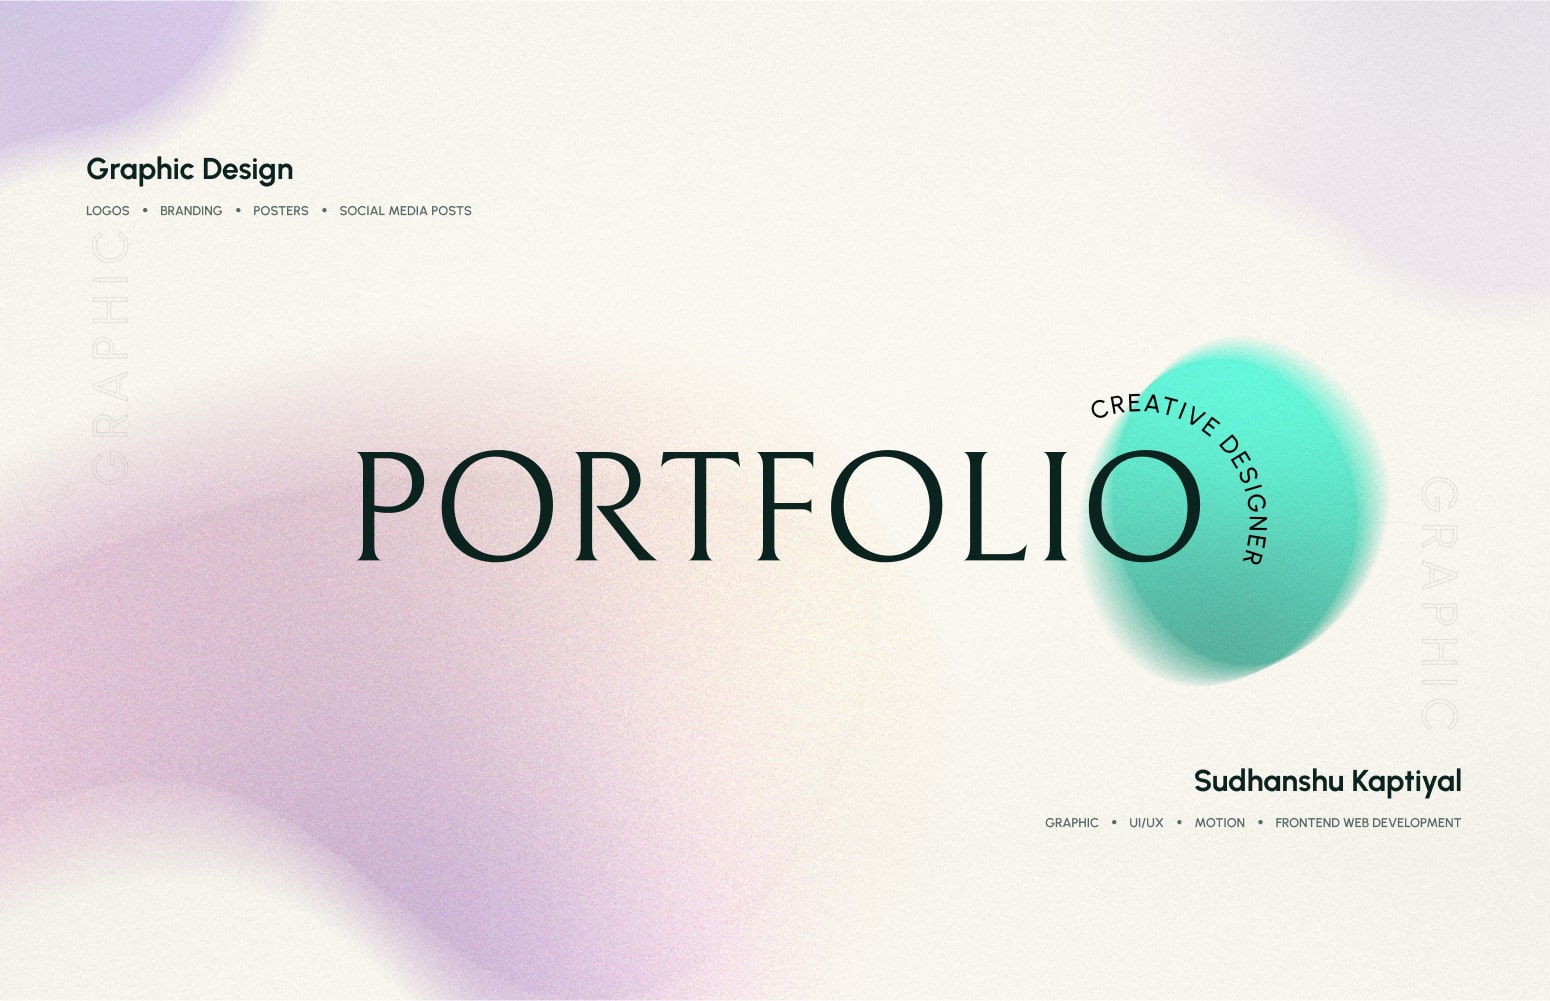 Graphic Design
LOGOS • BRANDING • POSTERS • SOCIAL MEDIA POSTS
GRAPHIC
CREATIVE DESIGNER
PORTFOLIO
GRAPHIC
Sudhanshu Kaptiyal
GRAPHIC • UI/UX • MOTION • FRONTEND WEB DEVELOPMENT